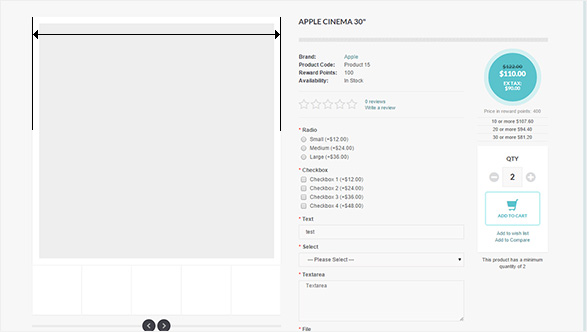 APPLE CINEMA 30"
Brand: Apple
Product Code: Product 15
Reward Points: 100
Availability: In Stock
0 reviews
Write a review
* Radio
Small (+$12.00)
Medium (+$24.00)
Large (+$36.00)
* Checkbox
Checkbox 1 (+$12.00)
Checkbox 2 (+$24.00)
Checkbox 3 (+$36.00)
Checkbox 4 (+$48.00)
* Text
test
* Select
--- Please Select ---
* Textarea
Textarea
* File
$122.00
$110.00
EX TAX:
$90.00
Price in reward points: 400
10 or more $107.60
20 or more $94.40
30 or more $81.20
QTY
2
ADD TO CART
Add to wish list
Add to Compare
This product has a minimum
quantity of 2